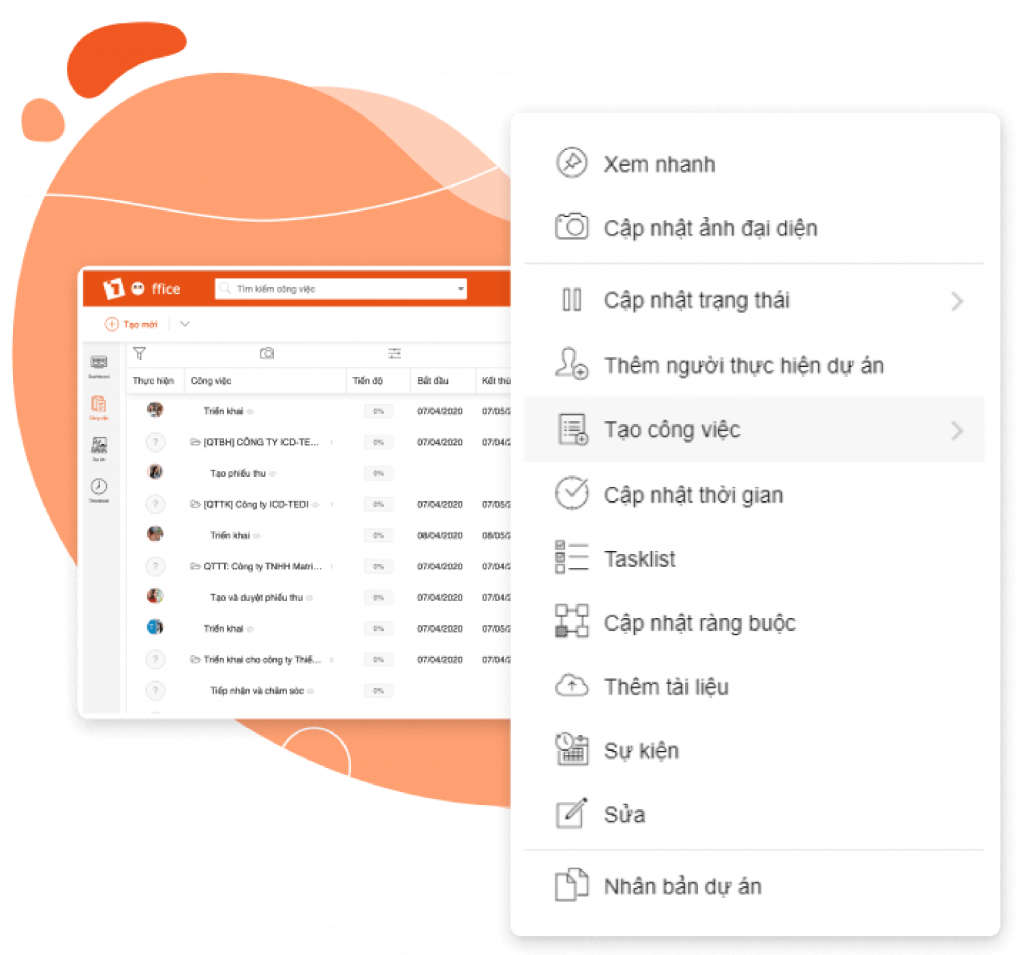 ffice
Tìm kiếm công việc
Tạo mới
Dashboard
Công việc
Dự án
Timesheet
Thực hiện Công việc Tiến độ Bắt đầu Kết thú
Triển khai 0% 07/04/2020 07/05/2
? [QTBH] CÔNG TY ICD-TE... 0% 07/04/2020 07/04/2
Tạo phiếu thu 0%
? [QTTK] Công ty ICD-TEDI 0% 07/04/2020 07/05/2
Triển khai 0% 08/04/2020 08/05/2
? QTTT: Công ty TNHH Matri... 0% 07/04/2020 07/04/2
Tạo và duyệt phiếu thu 0% 07/04/2020 07/04/2
Triển khai 0% 07/04/2020 07/05/2
? Triển khai cho công ty Thiế... 0% 07/04/2020 07/04/2
? Tiếp nhận và chăm sóc 0%
Xem nhanh
Cập nhật ảnh đại diện
Cập nhật trạng thái
Thêm người thực hiện dự án
Tạo công việc
Cập nhật thời gian
Tasklist
Cập nhật ràng buộc
Thêm tài liệu
Sự kiện
Sửa
Nhân bản dự án